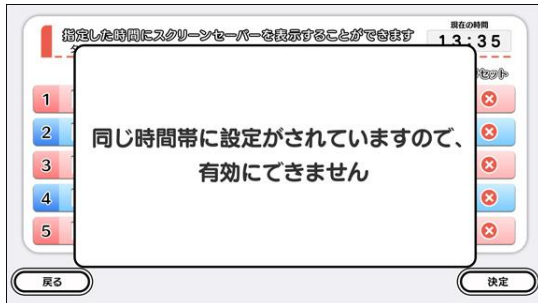 現在の時間
指定した時間にスクリーンセーバーを表示することができます
13:35
セット
1
2
同じ時間帯に設定がされていますので、
有効にできません
3
4
5
戻る
決定